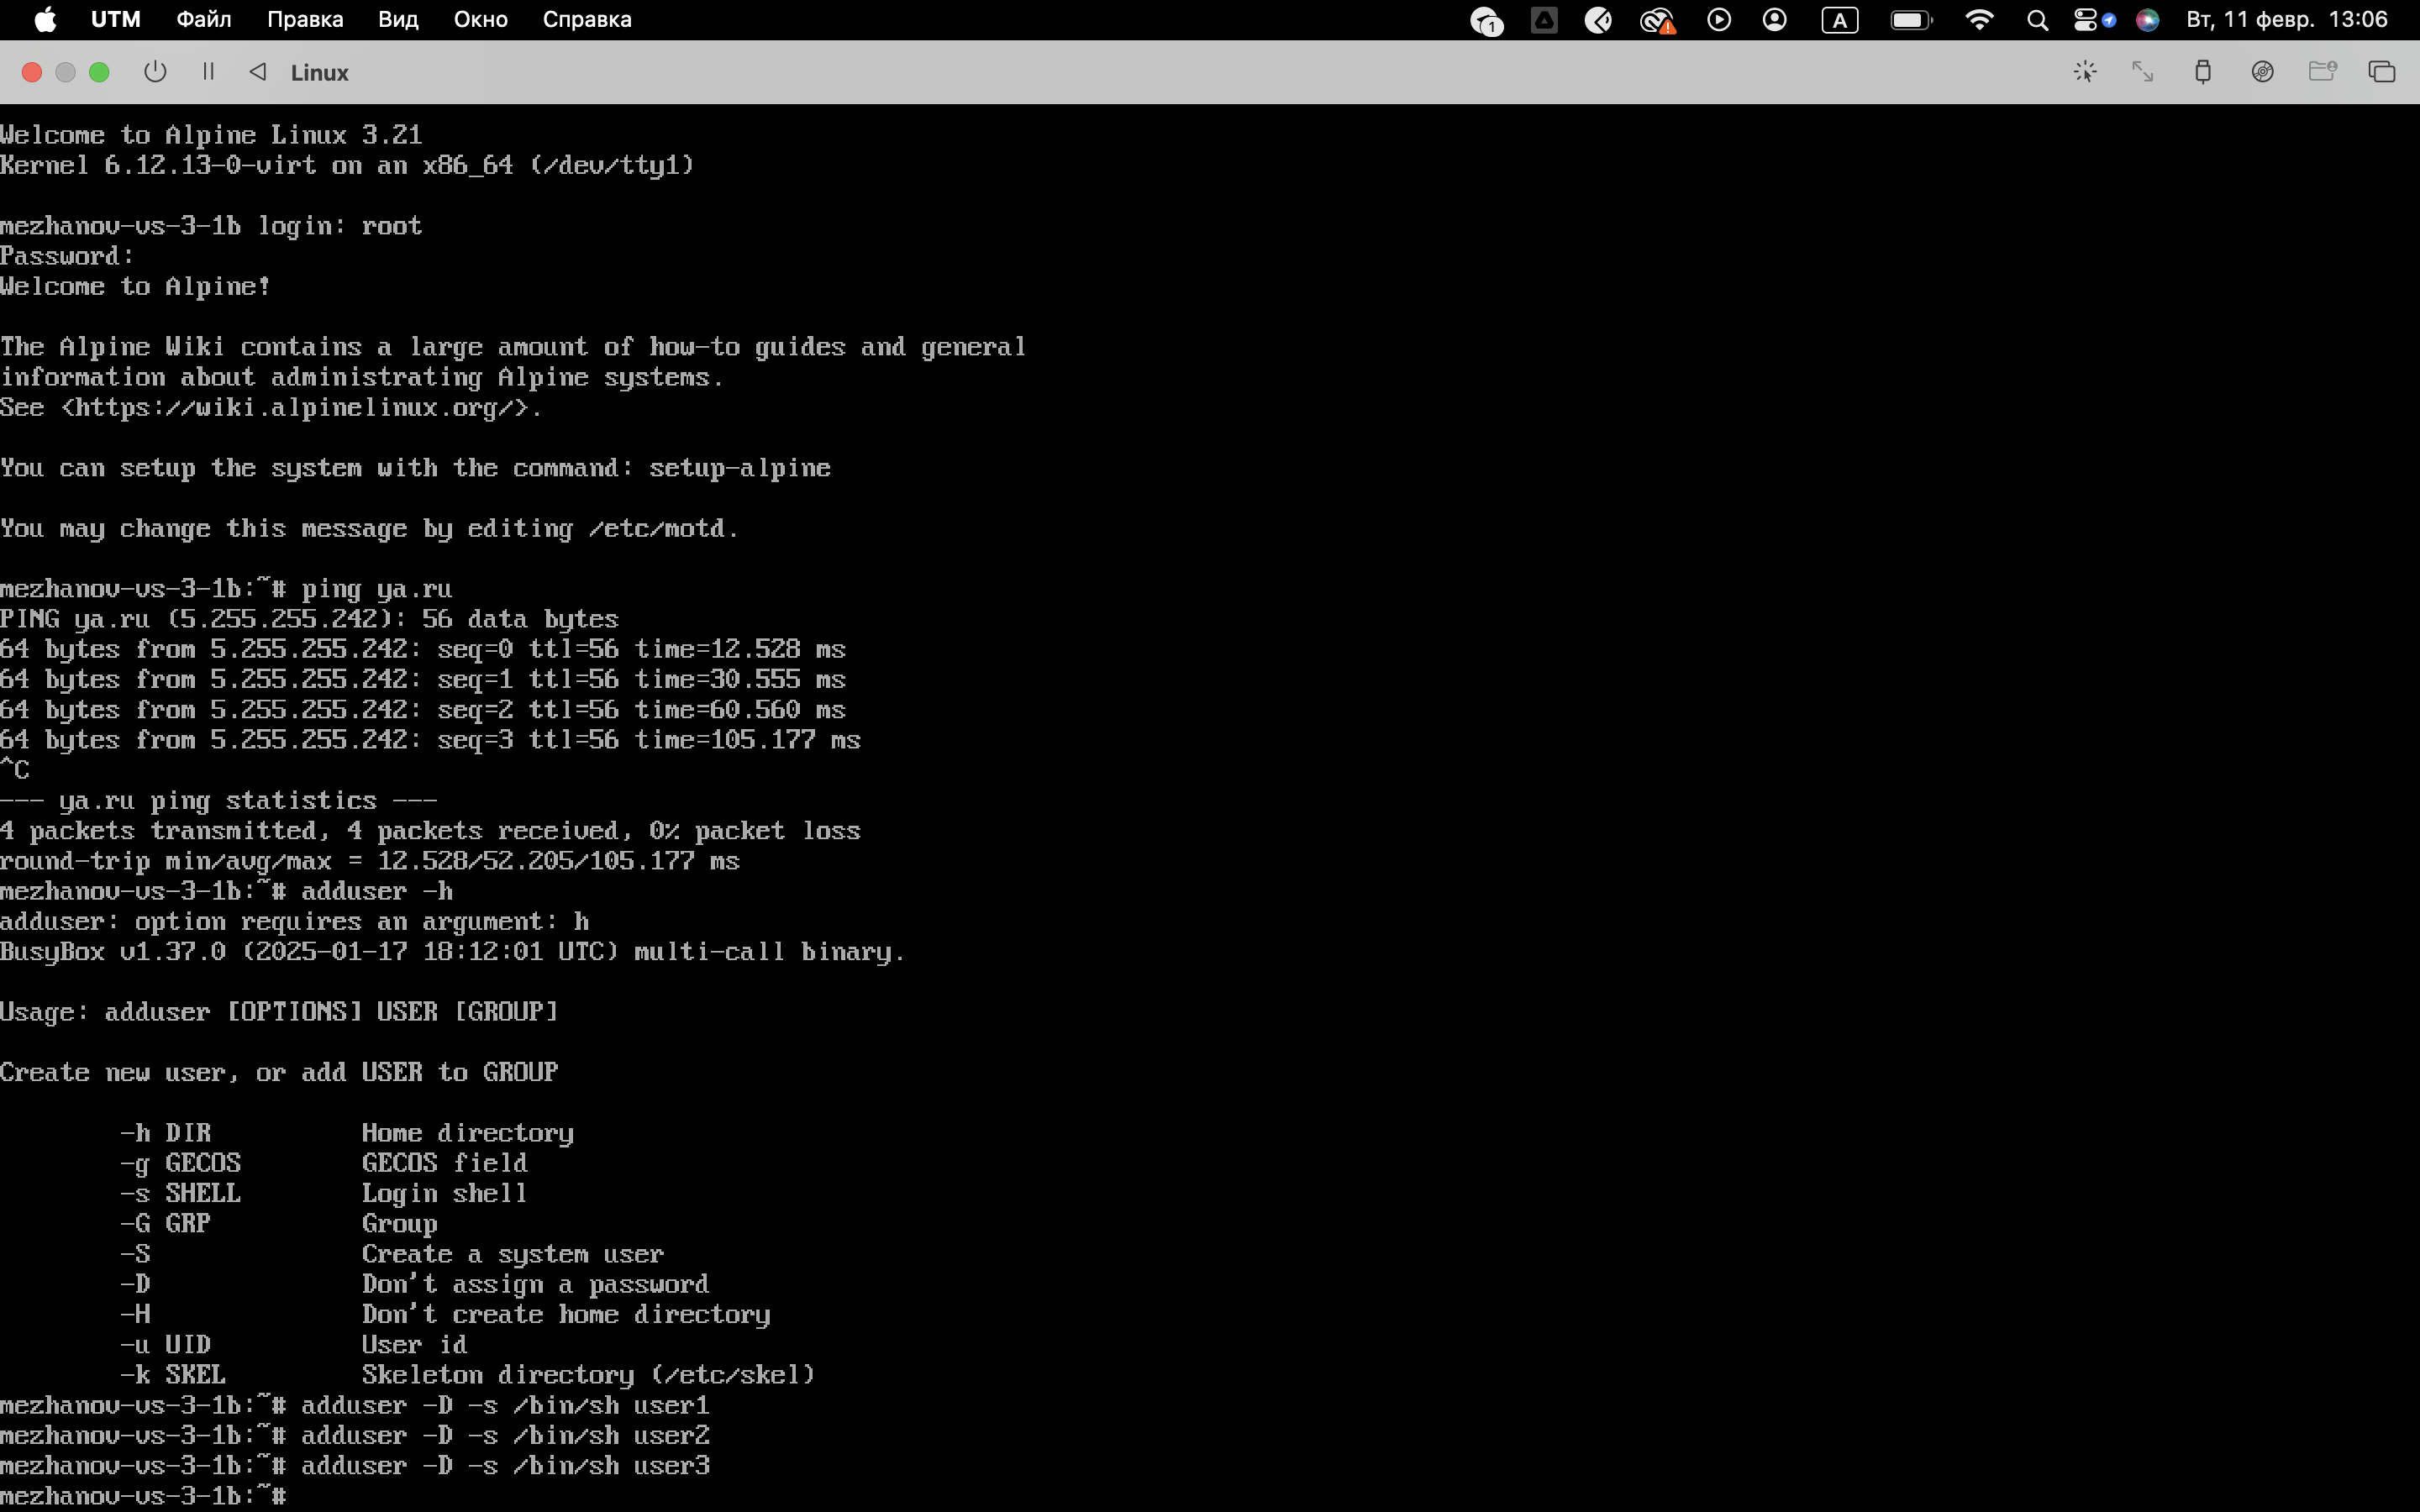 UTM Файл Правка Вид Окно Справка 1 A Вт, 11 февр. 13:06
Linux
Welcome to Alpine Linux 3.21
Kernel 6.12.13-0-virt on an x86_64 (/dev/tty1)
mezhanov-vs-3-1b login: root
Password:
Welcome to Alpine!
The Alpine Wiki contains a large amount of how-to guides and general
information about administrating Alpine systems.
See <https://wiki.alpinelinux.org/>.
You can setup the system with the command: setup-alpine
You may change this message by editing /etc/motd.
mezhanov-vs-3-1b:~# ping ya.ru
PING ya.ru (5.255.255.242): 56 data bytes
64 bytes from 5.255.255.242: seq=0 ttl=56 time=12.528 ms
64 bytes from 5.255.255.242: seq=1 ttl=56 time=30.555 ms
64 bytes from 5.255.255.242: seq=2 ttl=56 time=60.560 ms
64 bytes from 5.255.255.242: seq=3 ttl=56 time=105.177 ms
^C
--- ya.ru ping statistics ---
4 packets transmitted, 4 packets received, 0% packet loss
round-trip min/avg/max = 12.528/52.205/105.177 ms
mezhanov-vs-3-1b:~# adduser -h
adduser: option requires an argument: h
BusyBox v1.37.0 (2025-01-17 18:12:01 UTC) multi-call binary.
Usage: adduser [OPTIONS] USER [GROUP]
Create new user, or add USER to GROUP
-h DIR Home directory
-g GECOS GECOS field
-s SHELL Login shell
-G GRP Group
-S Create a system user
-D Don't assign a password
-H Don't create home directory
-u UID User id
-k SKEL Skeleton directory (/etc/skel)
mezhanov-vs-3-1b:~# adduser -D -s /bin/sh user1
mezhanov-vs-3-1b:~# adduser -D -s /bin/sh user2
mezhanov-vs-3-1b:~# adduser -D -s /bin/sh user3
mezhanov-vs-3-1b:~#